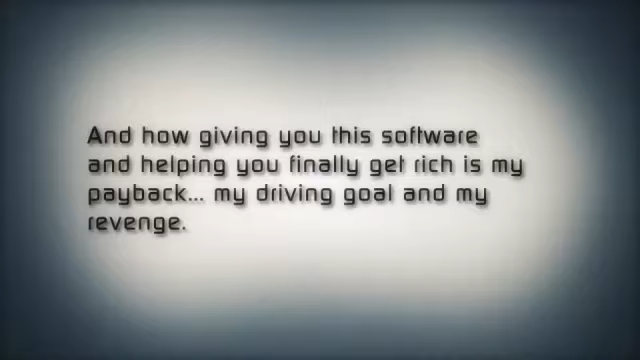 And how giving you this software
and helping you finally get rich is my
payback... my driving goal and my
revenge.